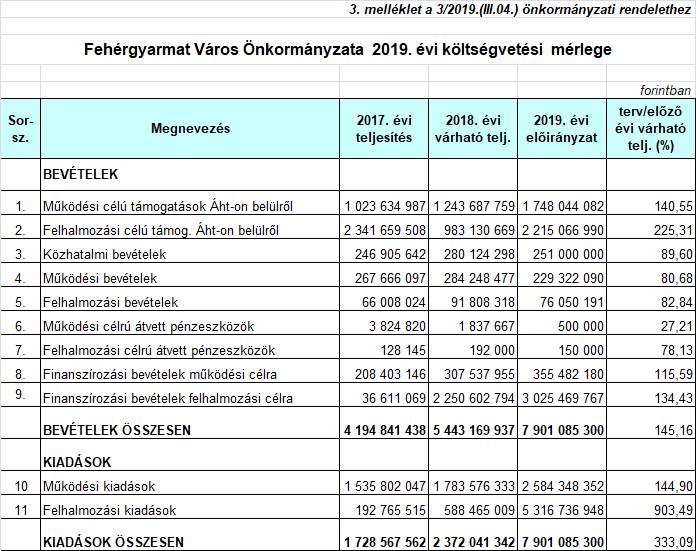 3. melléklet a 3/2019.(III.04.) önkormányzati rendelethez
Fehérgyarmat Város Önkormányzata 2019. évi költségvetési mérlege
forintban
Sor-sz. Megnevezés 2017. évi teljesítés 2018. évi várható telj. 2019. évi előirányzat terv/előző évi várható telj. (%)
BEVÉTELEK
1. Működési célú támogatások Áht-on belülről 1 023 634 987 1 243 687 759 1 748 044 082 140,55
2. Felhalmozási célú támog. Áht-on belülről 2 341 659 508 983 130 669 2 215 066 990 225,31
3. Közhatalmi bevételek 246 905 642 280 124 298 251 000 000 89,60
4. Működési bevételek 267 666 097 284 248 477 229 322 090 80,68
5. Felhalmozási bevételek 66 008 024 91 808 318 76 050 191 82,84
6. Működési célrú átvett pénzeszközök 3 824 820 1 837 667 500 000 27,21
7. Felhalmozási célrú átvett pénzeszközök 128 145 192 000 150 000 78,13
8. Finanszírozási bevételek működési célra 208 403 146 307 537 955 355 482 180 115,59
9. Finanszírozási bevételek felhalmozási célra 36 611 069 2 250 602 794 3 025 469 767 134,43
BEVÉTELEK ÖSSZESEN 4 194 841 438 5 443 169 937 7 901 085 300 145,16
KIADÁSOK
10 Működési kiadások 1 535 802 047 1 783 576 333 2 584 348 352 144,90
11 Felhalmozási kiadások 192 765 515 588 465 009 5 316 736 948 903,49
KIADÁSOK ÖSSZESEN 1 728 567 562 2 372 041 342 7 901 085 300 333,09